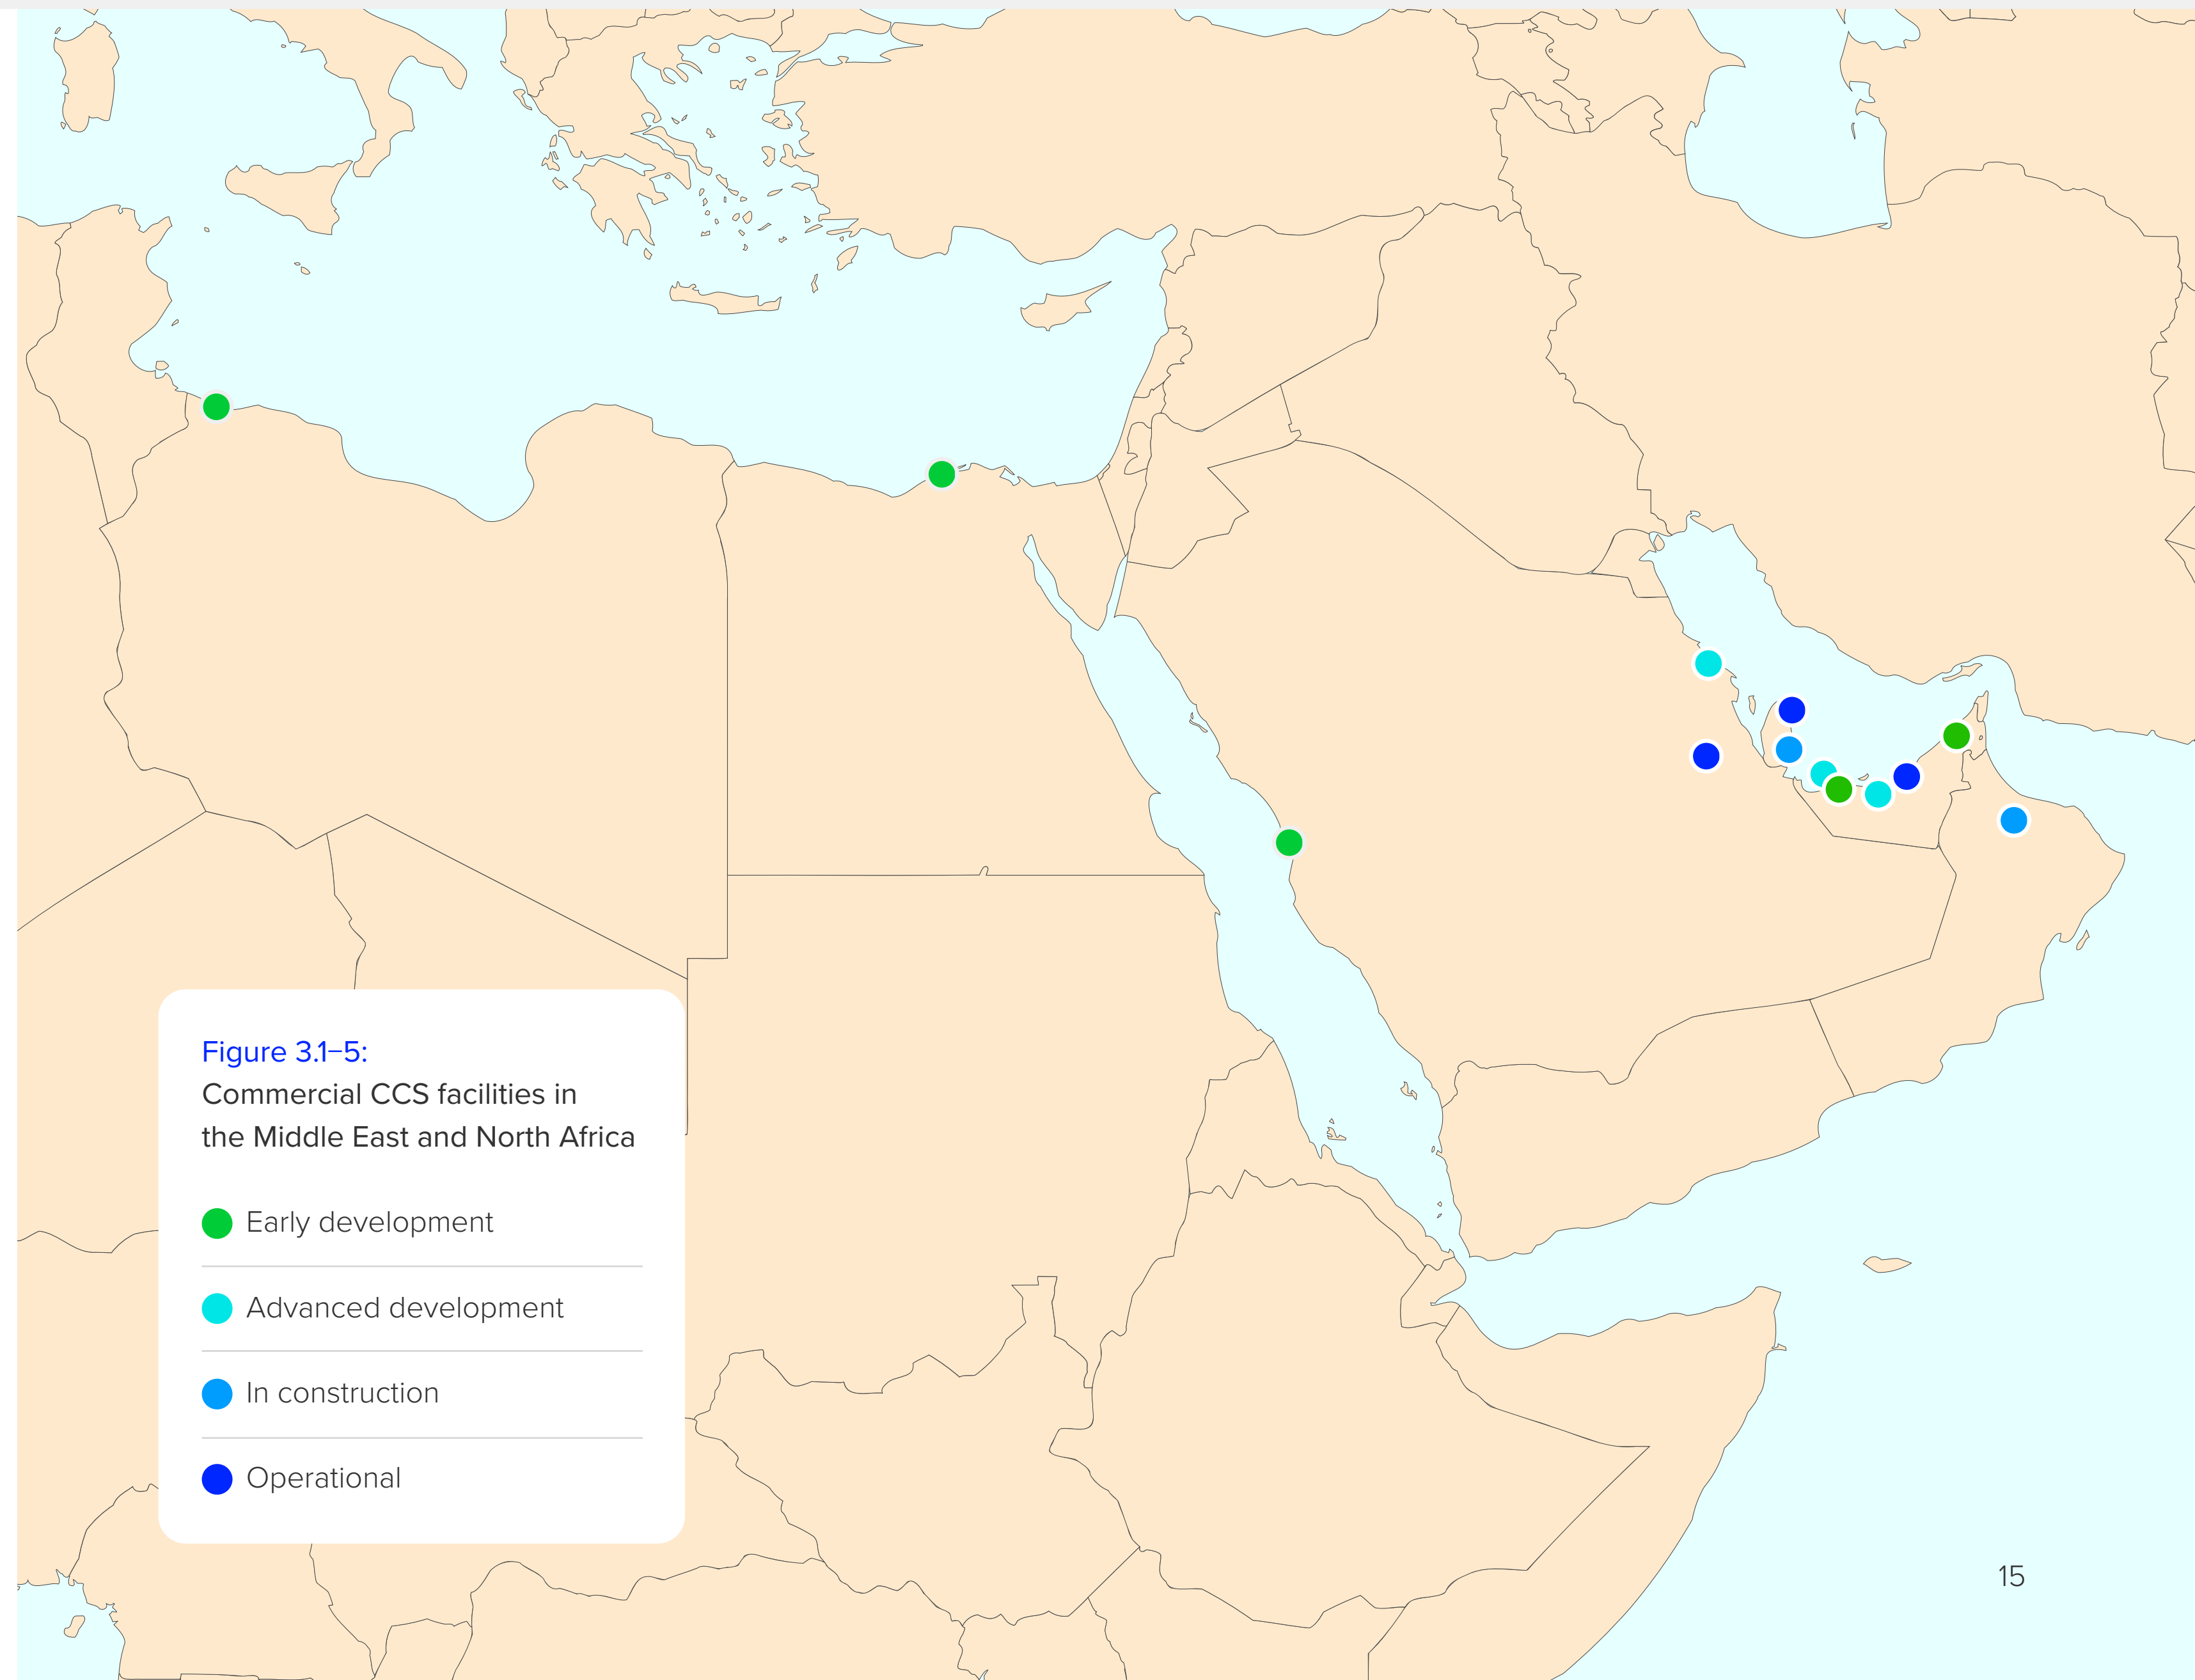 Figure 3.1–5:
Commercial CCS facilities in
the Middle East and North Africa
Early development
Advanced development
In construction
Operational
15